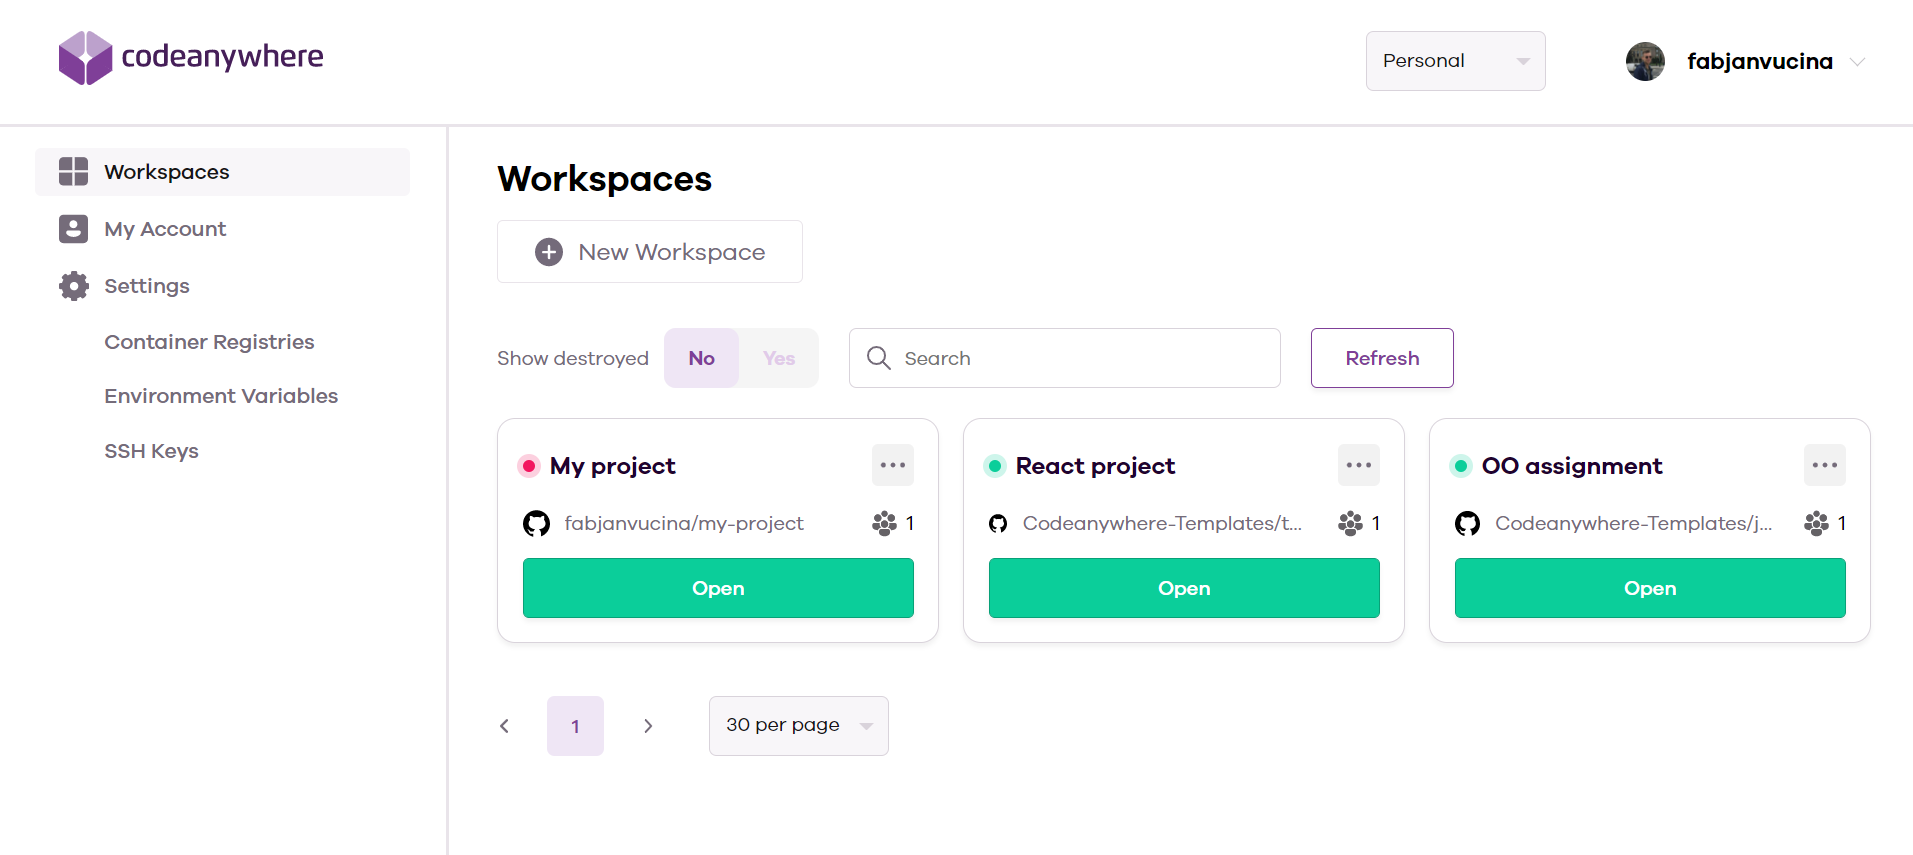 codeanywhere
Personal
fabjanvucina
Workspaces
My Account
Settings
Container Registries
Environment Variables
SSH Keys
Workspaces
New Workspace
Show destroyed No Yes Search Refresh
My project
fabjanvucina/my-project 1
Open
React project
Codeanywhere-Templates/t... 1
Open
OO assignment
Codeanywhere-Templates/j... 1
Open
1 30 per page